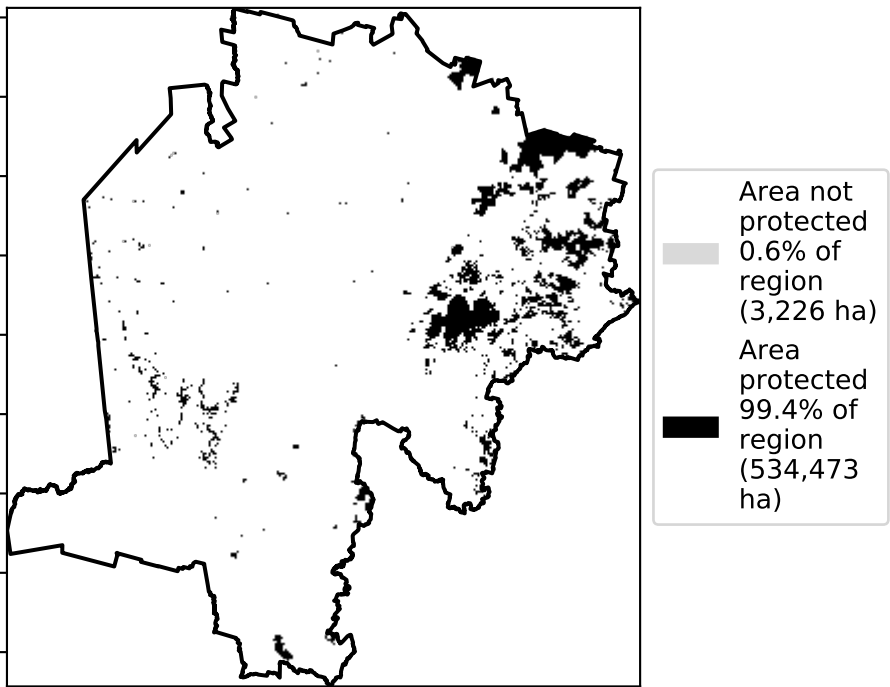 Area not
protected
0.6% of
region
(3,226 ha)
Area
protected
99.4% of
region
(534,473
ha)